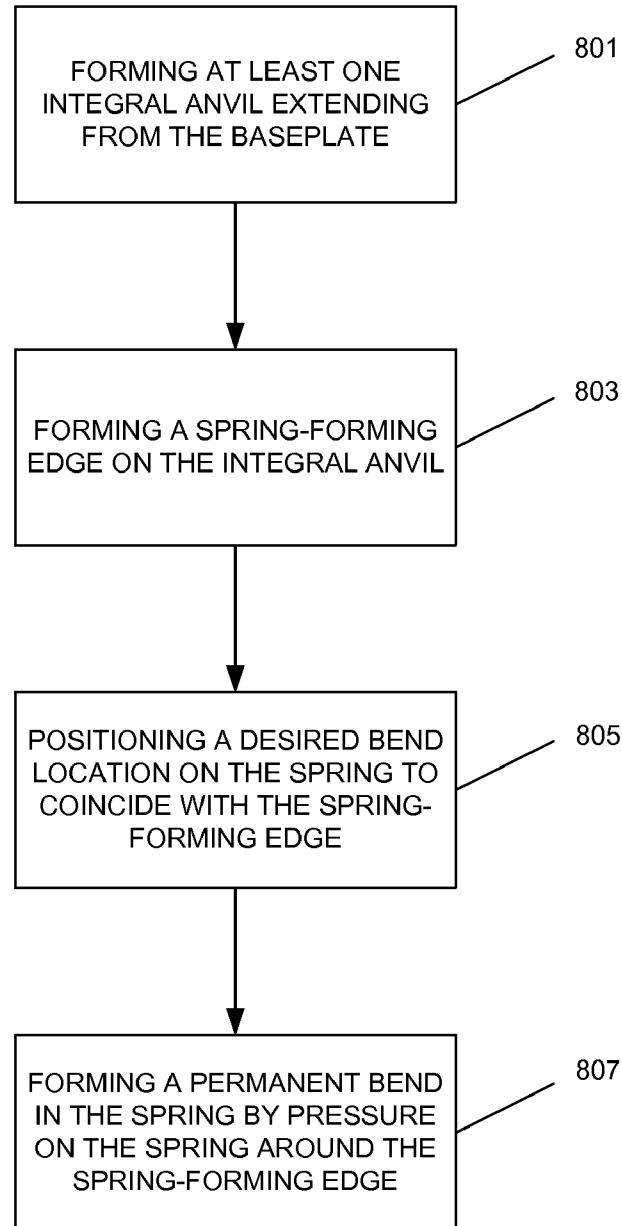 FORMING AT LEAST ONE
INTEGRAL ANVIL EXTENDING
FROM THE BASEPLATE
801
FORMING A SPRING-FORMING
EDGE ON THE INTEGRAL ANVIL
803
POSITIONING A DESIRED BEND
LOCATION ON THE SPRING TO
COINCIDE WITH THE SPRING-
FORMING EDGE
805
FORMING A PERMANENT BEND
IN THE SPRING BY PRESSURE
ON THE SPRING AROUND THE
SPRING-FORMING EDGE
807